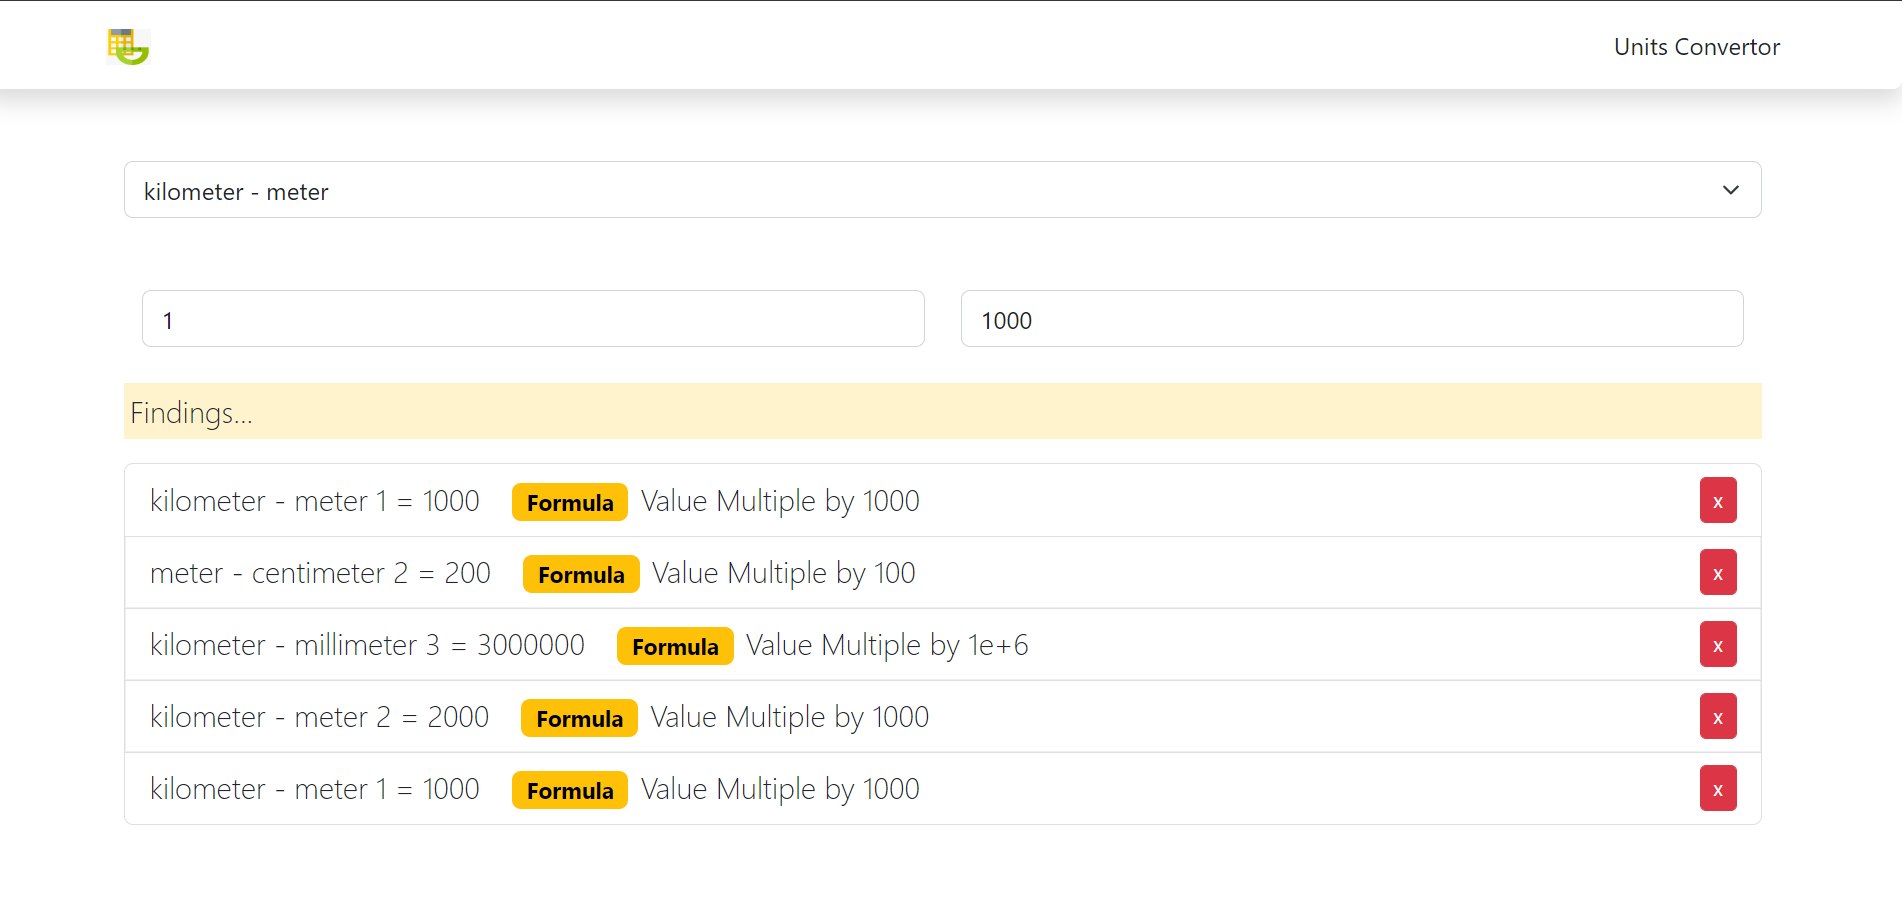 Units Convertor
kilometer - meter
1
1000
Findings...
kilometer - meter 1 = 1000 Formula Value Multiple by 1000 x
meter - centimeter 2 = 200 Formula Value Multiple by 100 x
kilometer - millimeter 3 = 3000000 Formula Value Multiple by 1e+6 x
kilometer - meter 2 = 2000 Formula Value Multiple by 1000 x
kilometer - meter 1 = 1000 Formula Value Multiple by 1000 x